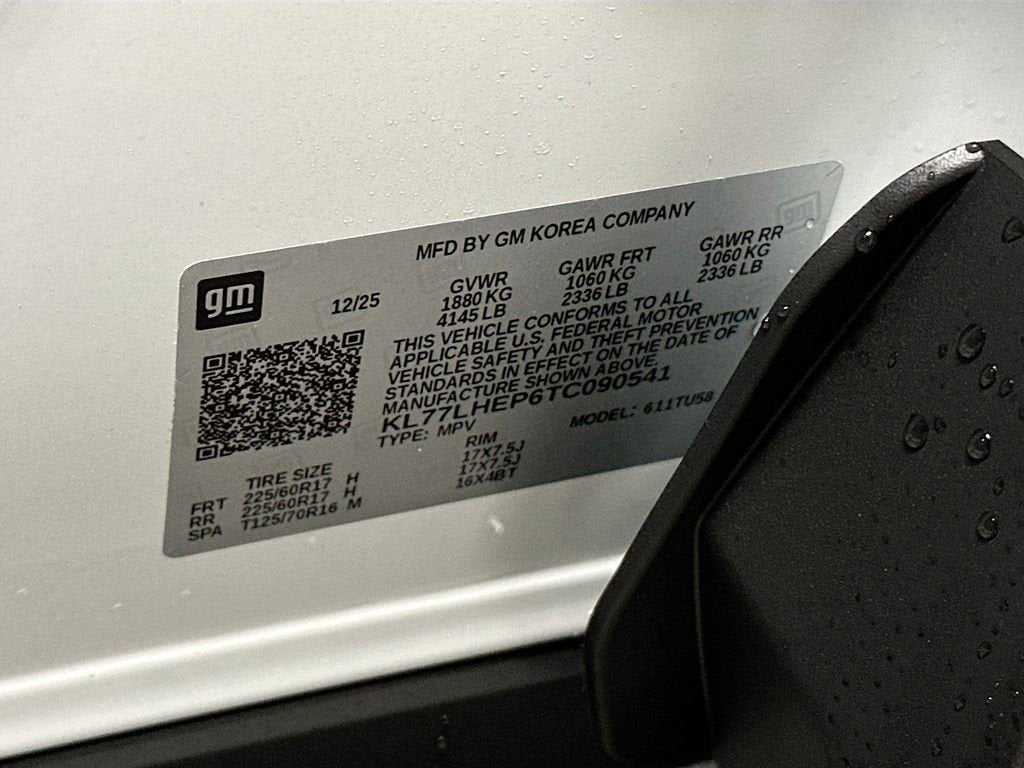 gm
MFD BY GM KOREA COMPANY
12/25
GVWR GAWR FRT GAWR RR
1880 KG 1060 KG 1060 KG
4145 LB 2336 LB 2336 LB
THIS VEHICLE CONFORMS TO ALL
APPLICABLE U.S. FEDERAL MOTOR
VEHICLE SAFETY AND THEFT PREVENTION
STANDARDS IN EFFECT ON THE DATE OF
MANUFACTURE SHOWN ABOVE.
KL77LHEP6TC090541
TYPE: MPV MODEL: 611TU58
TIRE SIZE RIM
FRT 225/60R17 H 17X7.5J
RR 225/60R17 H 17X7.5J
SPA T125/70R16 M 16X4BT
gm